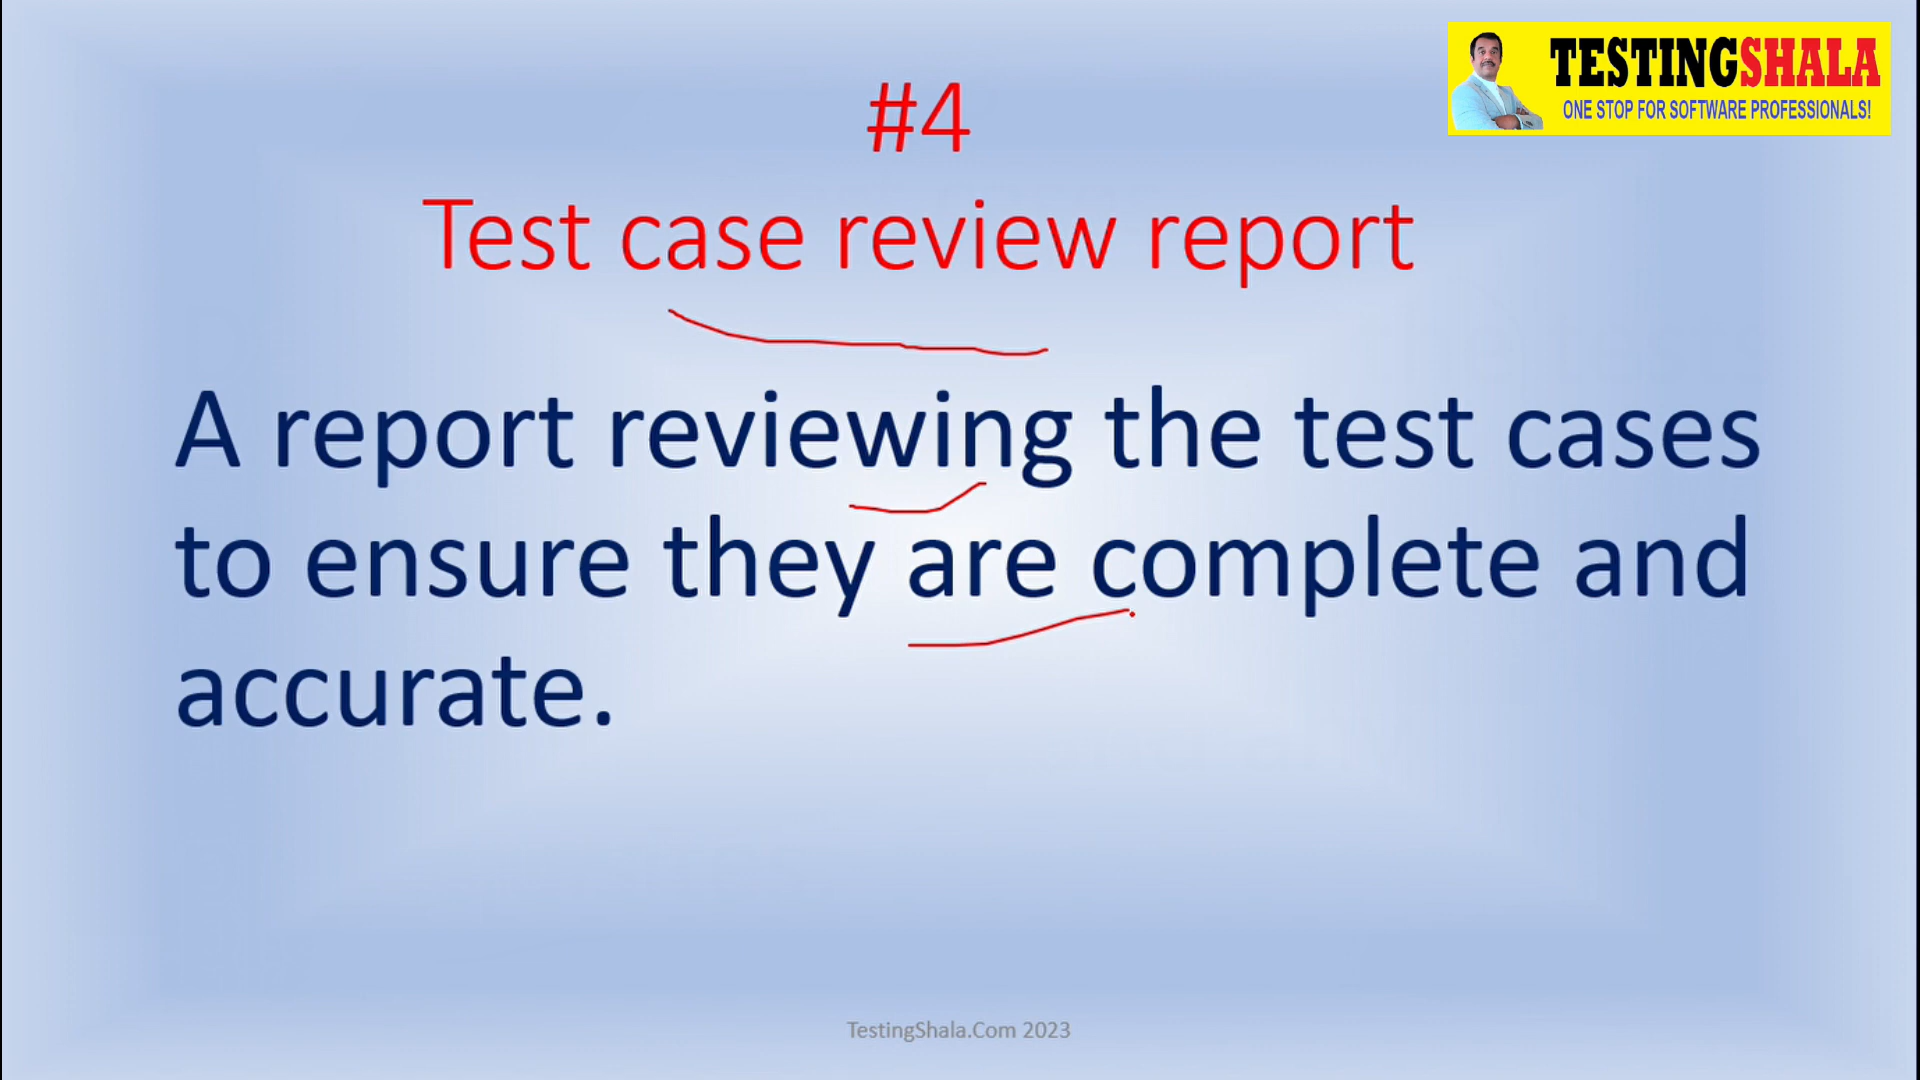 TESTINGSHALA
ONE STOP FOR SOFTWARE PROFESSIONALS!
#4
Test case review report
A report reviewing the test cases
to ensure they are complete and
accurate.
TestingShala.Com 2023